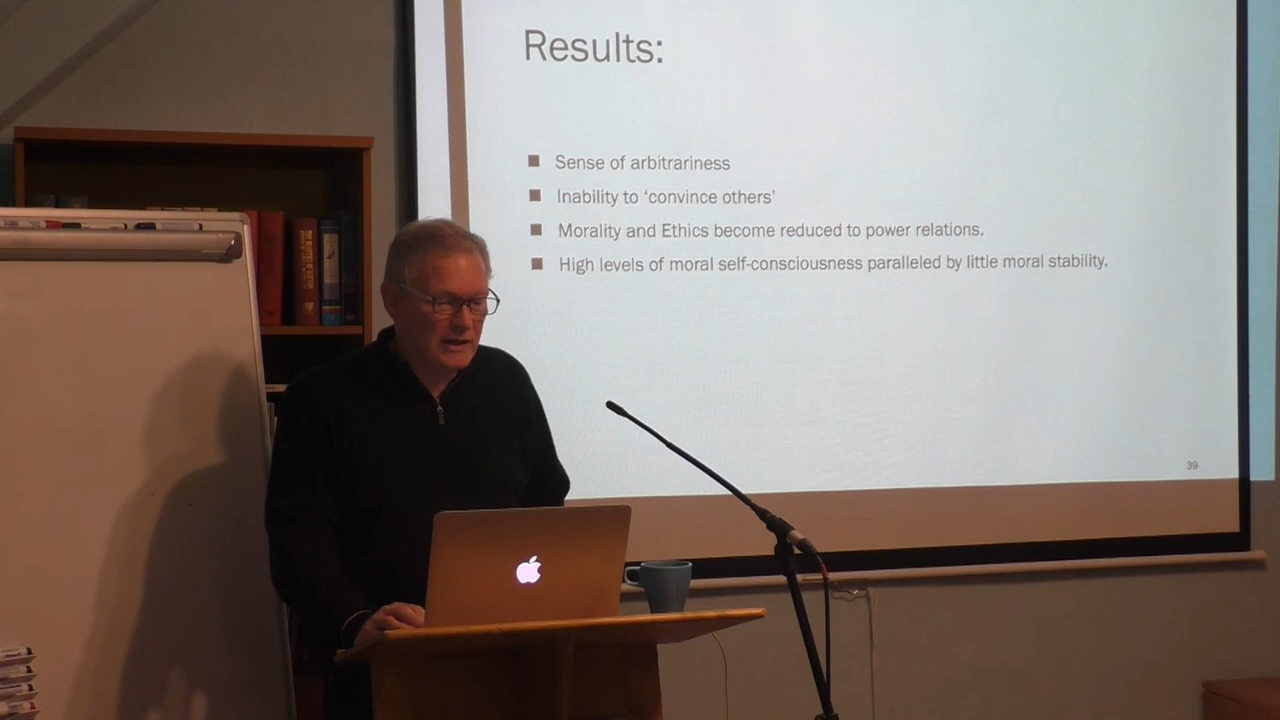 Results:
Sense of arbitrariness
Inability to ‘convince others’
Morality and Ethics become reduced to power relations.
High levels of moral self-consciousness paralleled by little moral stability.
39